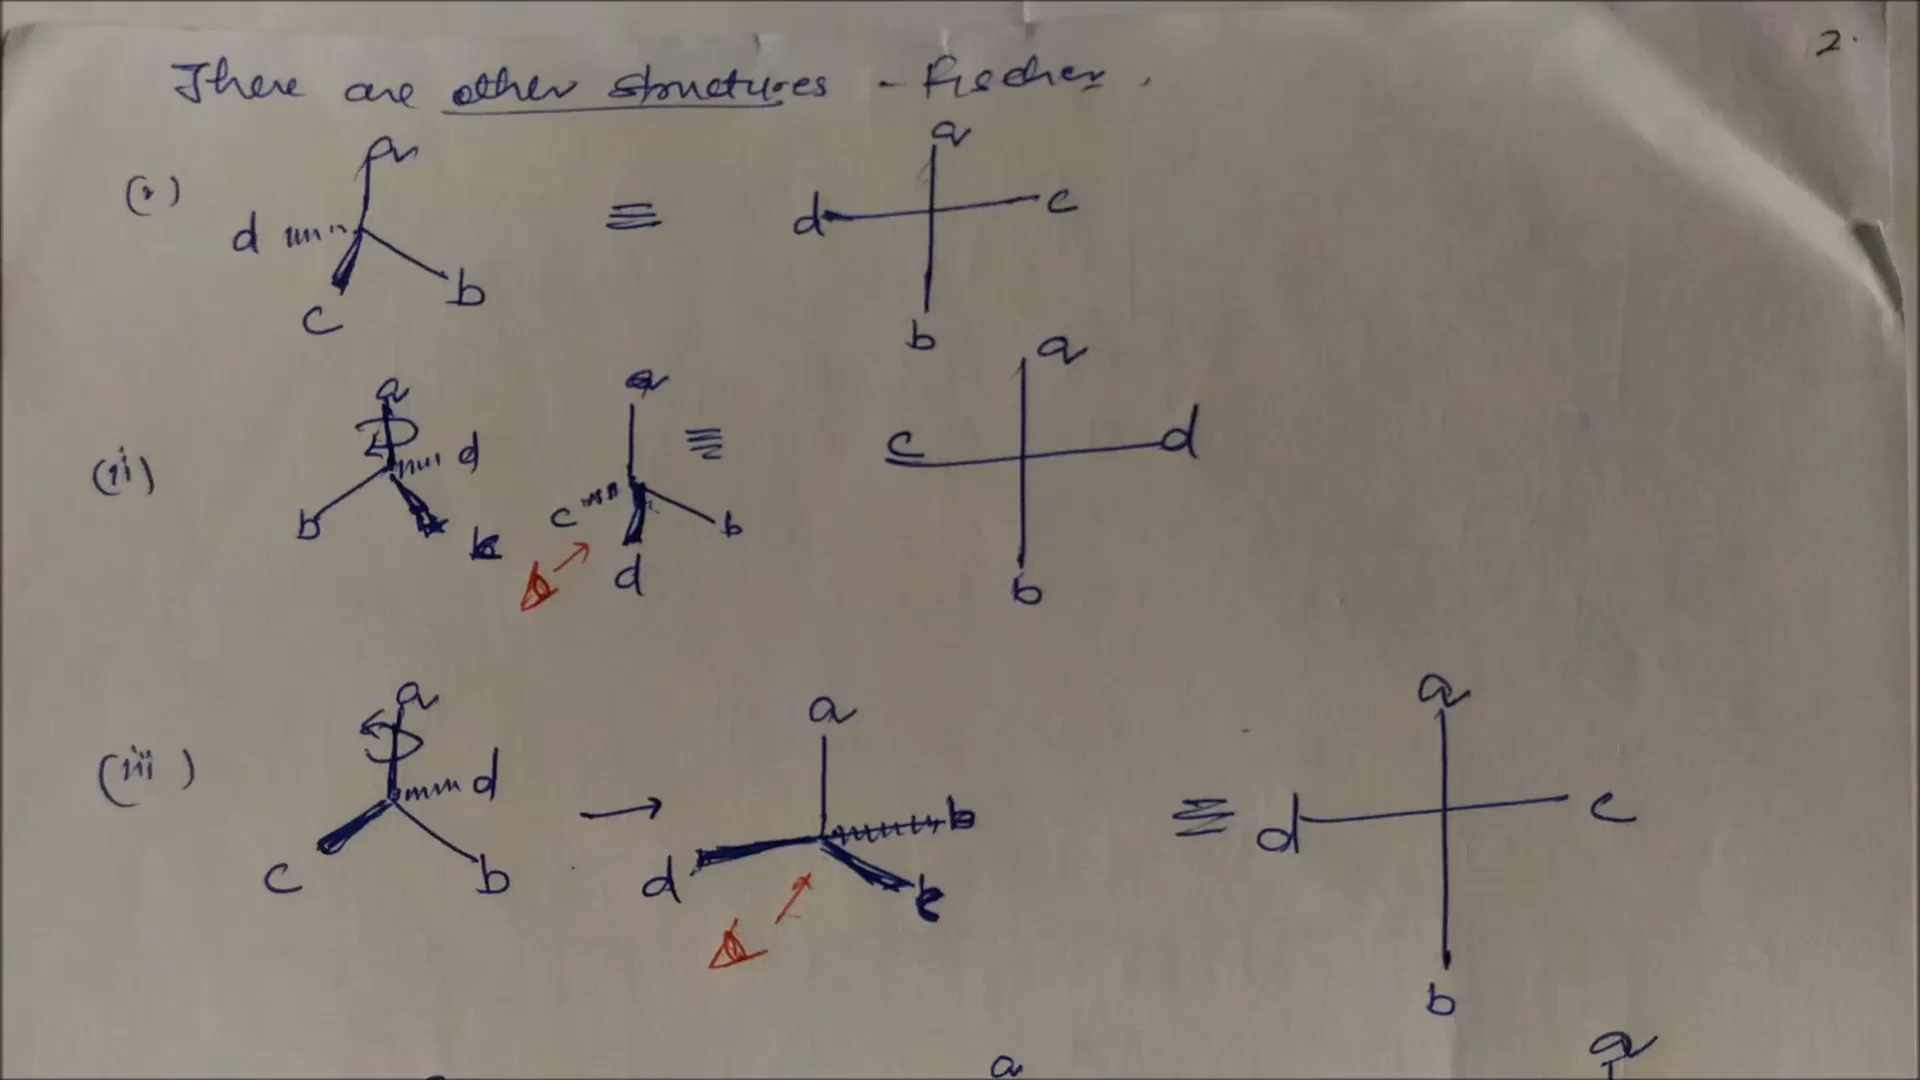 2.
There are other structures - Fischer.
(i)
a
d
c
b
≡
a
d
c
b
(ii)
a
d
b
a
c
b
d
≡
a
c
d
b
(iii)
a
d
c
b
→
a
b
d
≡
a
d
c
b
a
a